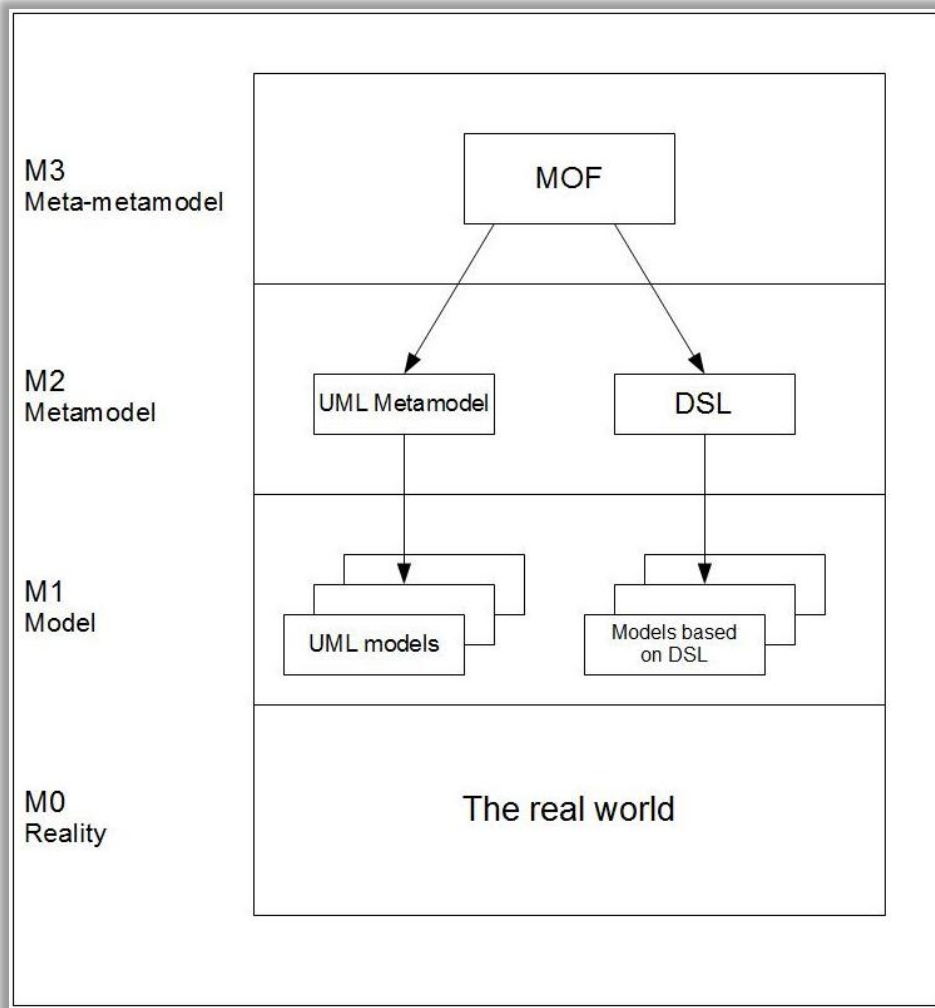 M3
Meta-metamodel
MOF
M2
Metamodel
UML Metamodel
DSL
M1
Model
UML models
Models based
on DSL
M0
Reality
The real world